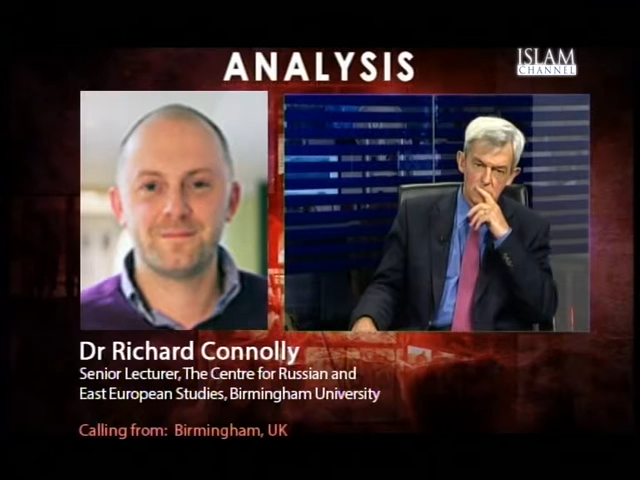 ANALYSIS
ISLAM
CHANNEL
Dr Richard Connolly
Senior Lecturer, The Centre for Russian and
East European Studies, Birmingham University
Calling from: Birmingham, UK